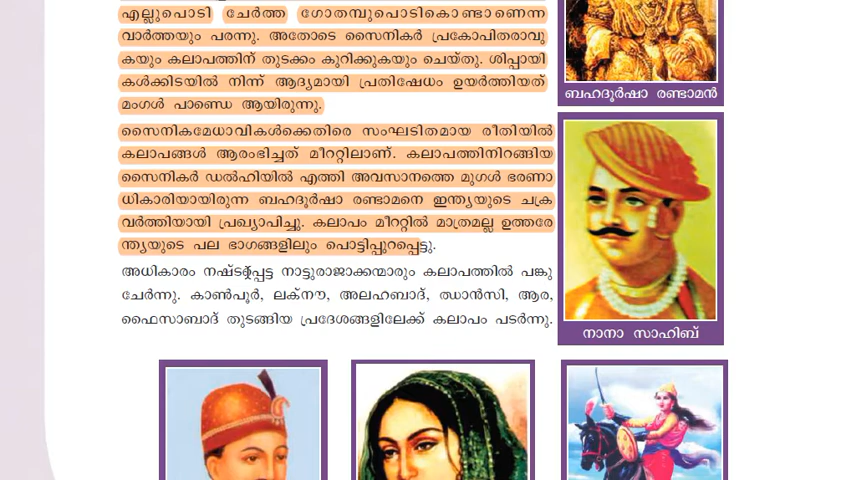 എല്ലുപൊടി ചേർത്ത ഗോതമ്പുപൊടികൊണ്ടാണെന്ന
വാർത്തയും പരന്നു. അതോടെ സൈനികർ പ്രകോപിതരാവു
കയും കലാപത്തിന് തുടക്കം കുറിക്കുകയും ചെയ്തു. ശിപ്പായി
കൾക്കിടയിൽ നിന്ന് ആദ്യമായി പ്രതിഷേധം ഉയർത്തിയത്
മംഗൾ പാണ്ഡെ ആയിരുന്നു.
ബഹദൂർഷാ രണ്ടാമൻ
സൈനികമേധാവികൾക്കെതിരെ സംഘടിതമായ രീതിയിൽ
കലാപങ്ങൾ ആരംഭിച്ചത് മീററ്റിലാണ്. കലാപത്തിനിറങ്ങിയ
സൈനികർ ഡൽഹിയിൽ എത്തി അവസാനത്തെ മുഗൾ ഭരണാ
ധികാരിയായിരുന്ന ബഹദൂർഷാ രണ്ടാമനെ ഇന്ത്യയുടെ ചക്ര
വർത്തിയായി പ്രഖ്യാപിച്ചു. കലാപം മീററ്റിൽ മാത്രമല്ല ഉത്തരേ
ന്ത്യയുടെ പല ഭാഗങ്ങളിലും പൊട്ടിപ്പുറപ്പെട്ടു.
അധികാരം നഷ്ടപ്പെട്ട നാട്ടുരാജാക്കന്മാരും കലാപത്തിൽ പങ്കു
ചേർന്നു. കാൺപൂർ, ലക്നൗ, അലഹബാദ്, ഝാൻസി, ആര,
ഫൈസാബാദ് തുടങ്ങിയ പ്രദേശങ്ങളിലേക്ക് കലാപം പടർന്നു.
നാനാ സാഹിബ്